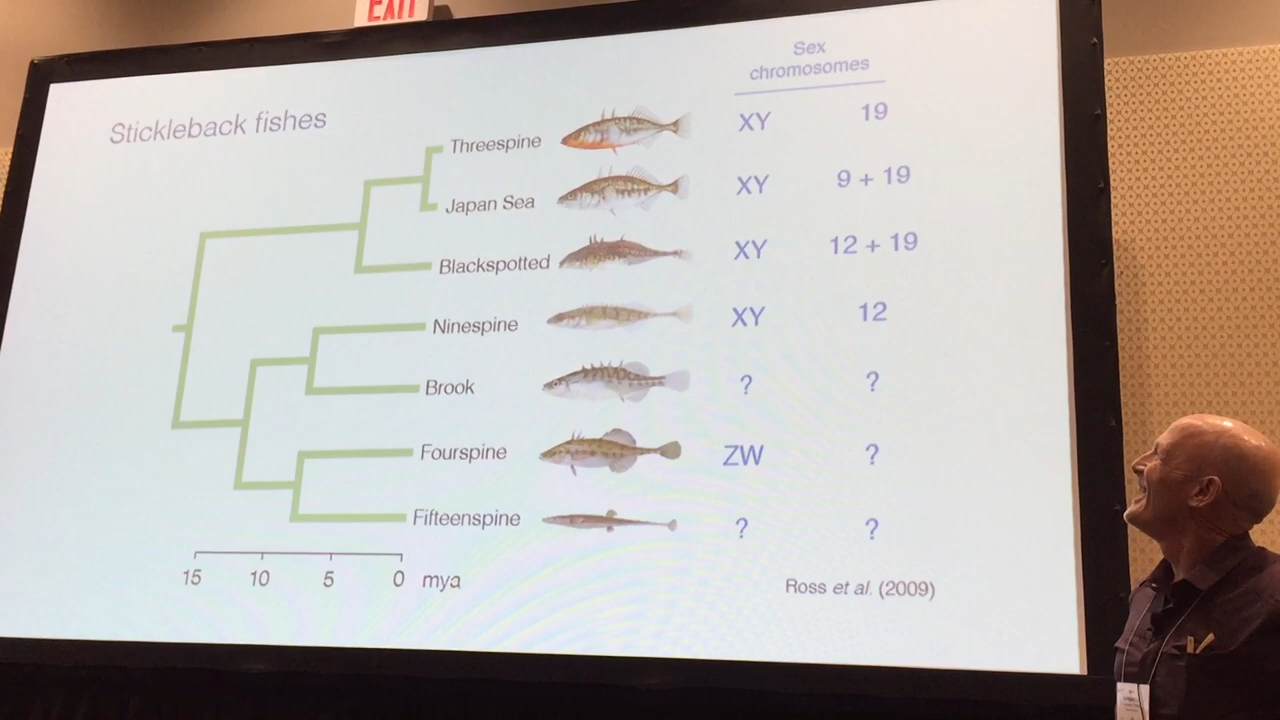 EXIT
Stickleback fishes
Sex
chromosomes
Threespine XY 19
Japan Sea XY 9 + 19
Blackspotted XY 12 + 19
Ninespine XY 12
Brook ? ?
Fourspine ZW ?
Fifteenspine ? ?
15 10 5 0 mya
Ross et al. (2009)